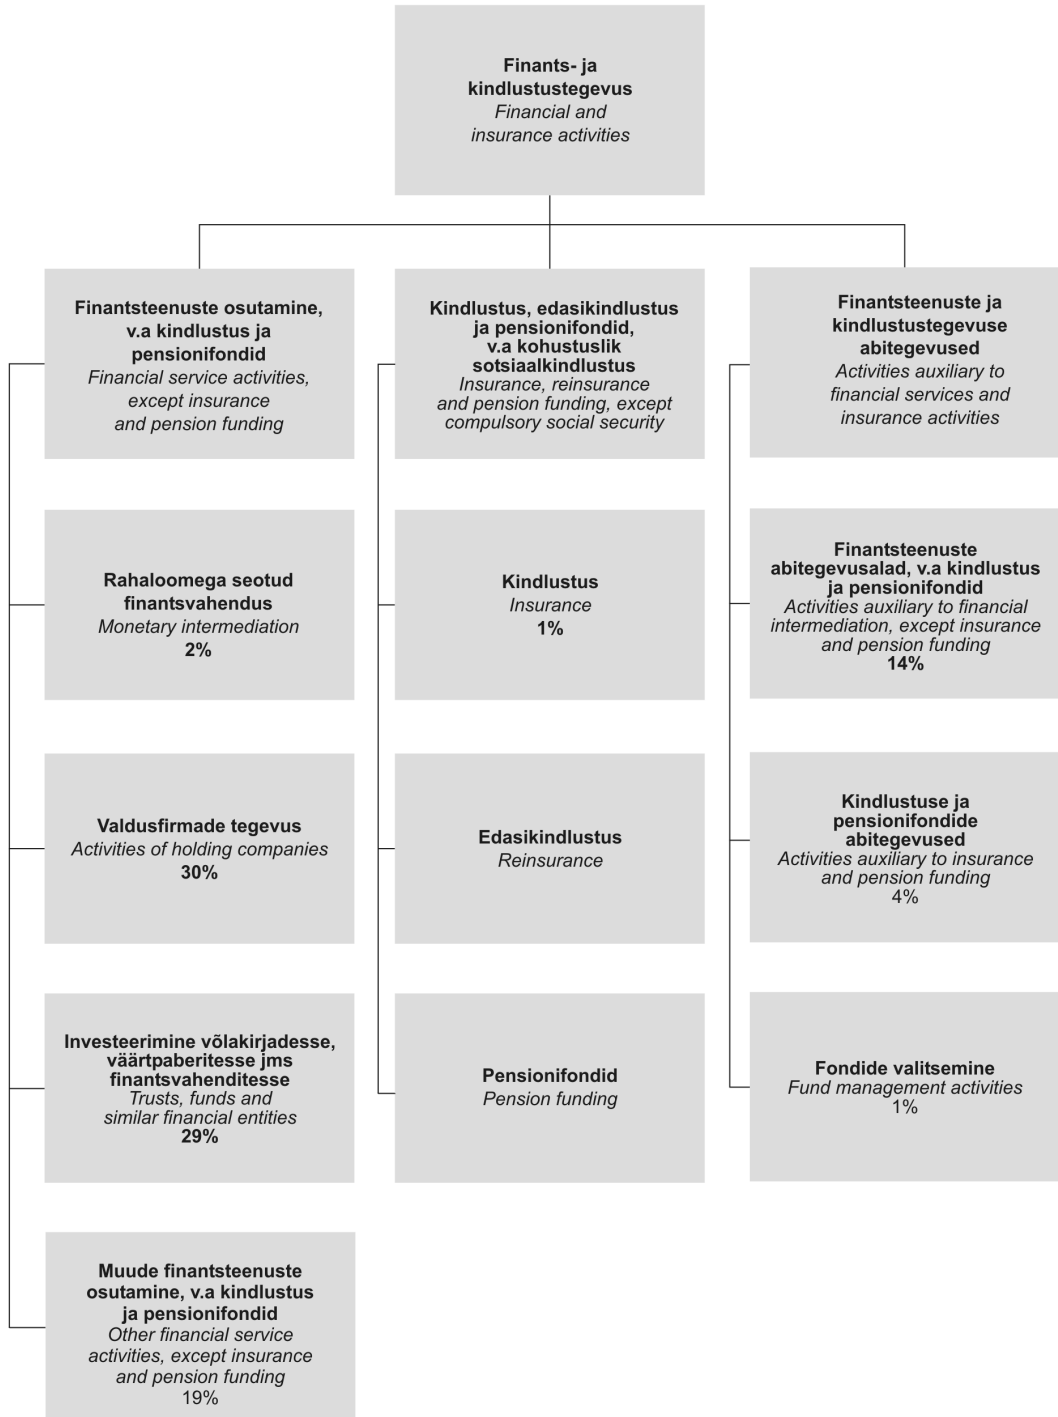 Finants- ja
kindlustustegevus
Financial and
insurance activities
Finantsteenuste osutamine,
v.a kindlustus ja
pensionifondid
Financial service activities,
except insurance
and pension funding
Kindlustus, edasikindlustus
ja pensionifondid,
v.a kohustuslik
sotsiaalkindlustus
Insurance, reinsurance
and pension funding, except
compulsory social security
Finantsteenuste ja
kindlustustegevuse
abitegevused
Activities auxiliary to
financial services and
insurance activities
Rahaloomega seotud
finantsvahendus
Monetary intermediation
2%
Kindlustus
Insurance
1%
Finantsteenuste
abitegevusalad, v.a kindlustus
ja pensionifondid
Activities auxiliary to financial
intermediation, except insurance
and pension funding
14%
Valdusfirmade tegevus
Activities of holding companies
30%
Edasikindlustus
Reinsurance
Kindlustuse ja
pensionifondide
abitegevused
Activities auxiliary to insurance
and pension funding
4%
Investeerimine võlakirjadesse,
väärtpaberitesse jms
finantsvahenditesse
Trusts, funds and
similar financial entities
29%
Pensionifondid
Pension funding
Fondide valitsemine
Fund management activities
1%
Muude finantsteenuste
osutamine, v.a kindlustus
ja pensionifondid
Other financial service
activities, except insurance
and pension funding
19%